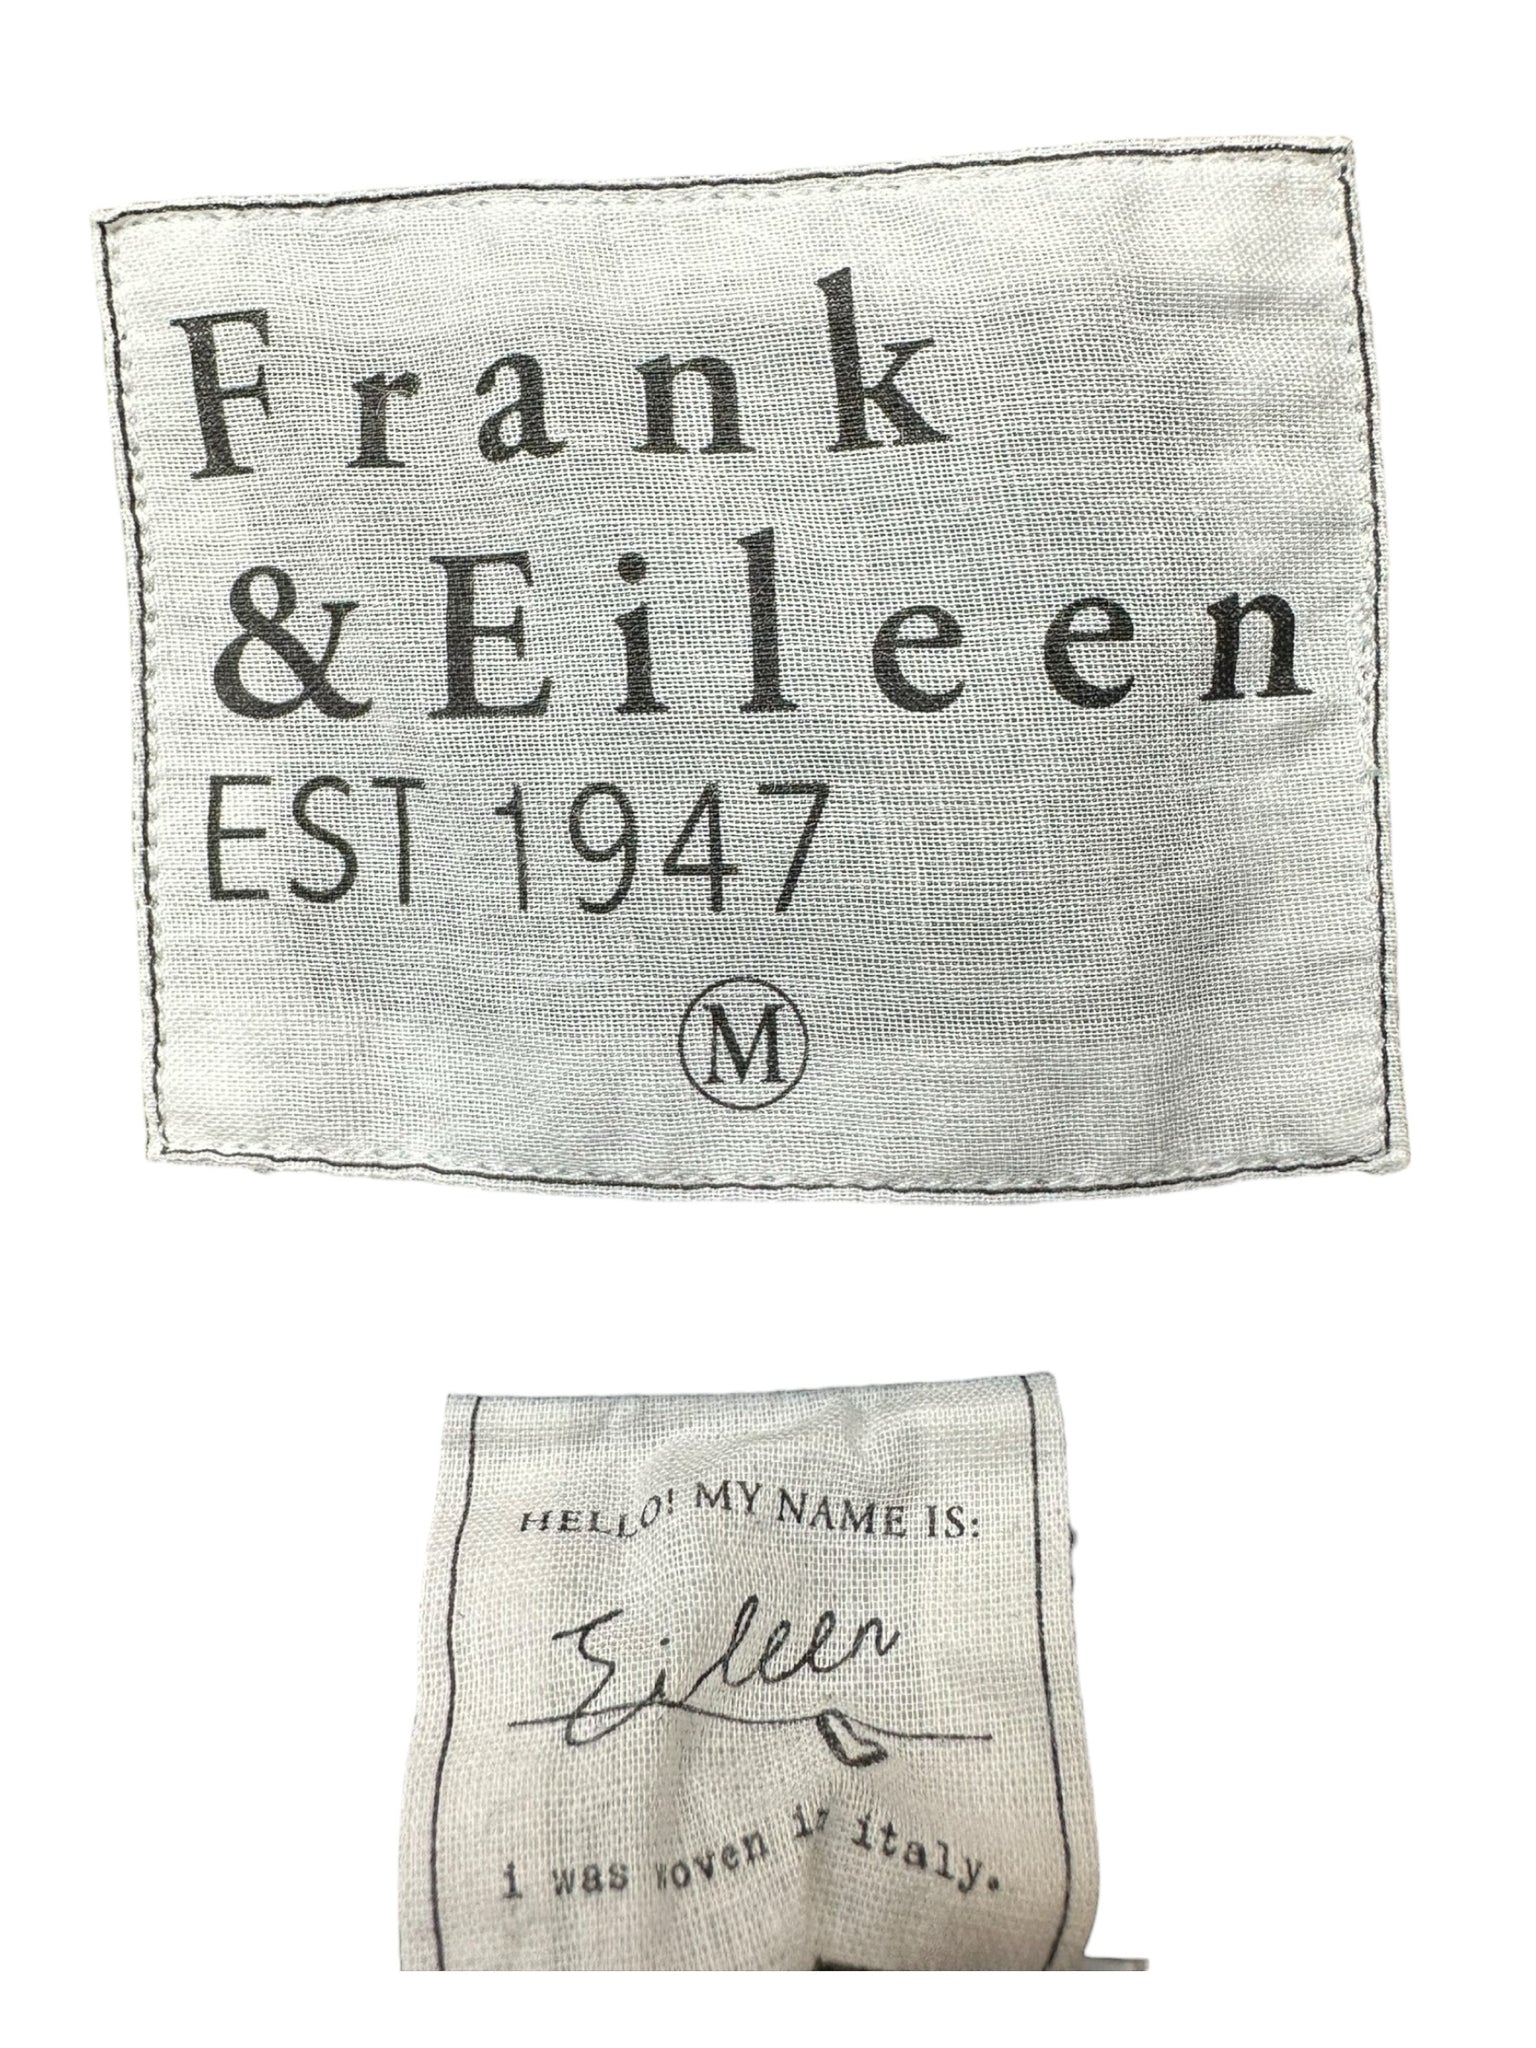 Frank
& Eileen
EST 1947
M
HELLO! MY NAME IS:
Eileen
i was woven in italy.